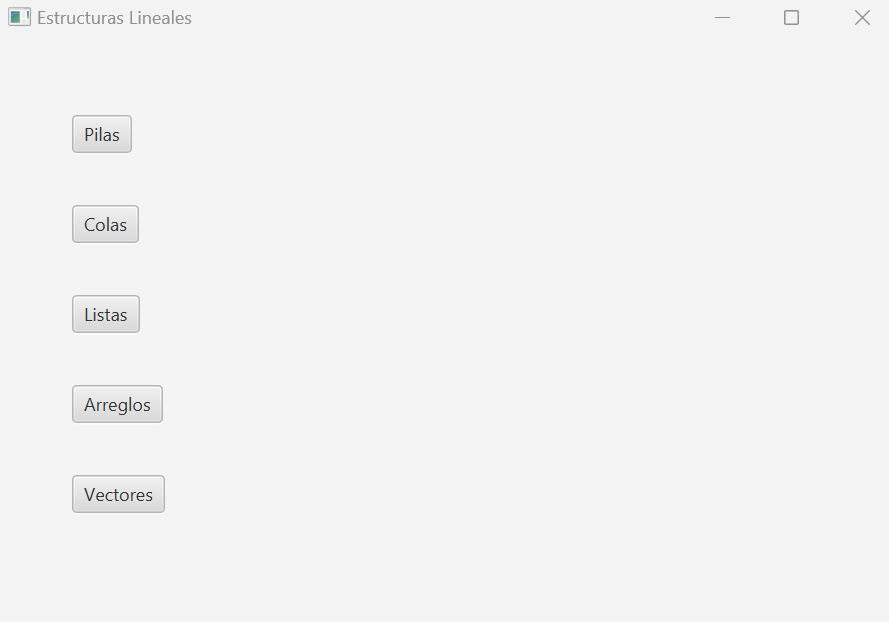 Estructuras Lineales
Pilas
Colas
Listas
Arreglos
Vectores